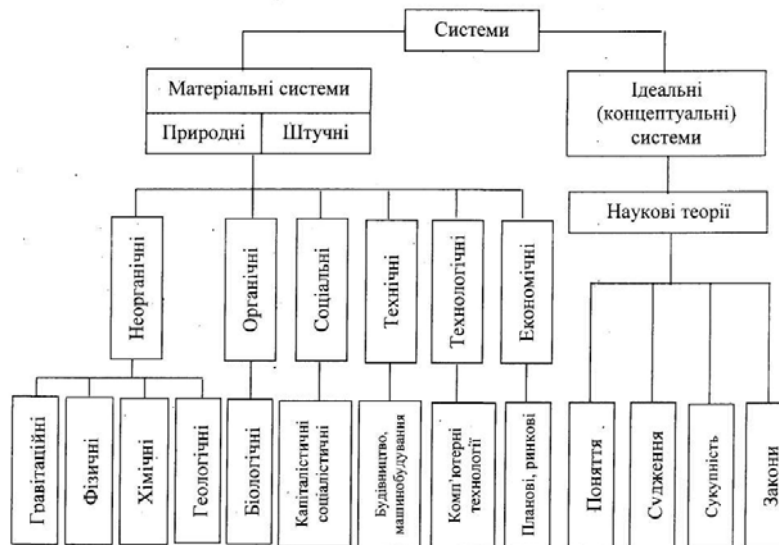 Системи
Матеріальні системи
Природні
Штучні
Ідеальні
(концептуальні)
системи
Наукові теорії
Неорганічні
Органічні
Соціальні
Технічні
Технологічні
Економічні
Гравітаційні
Фізичні
Хімічні
Геологічні
Біологічні
Капіталістичні
соціалістичні
Будівництво,
машинобудування
Комп'ютерні
технології
Планові, ринкові
Поняття
Судження
Сукупність
Закони